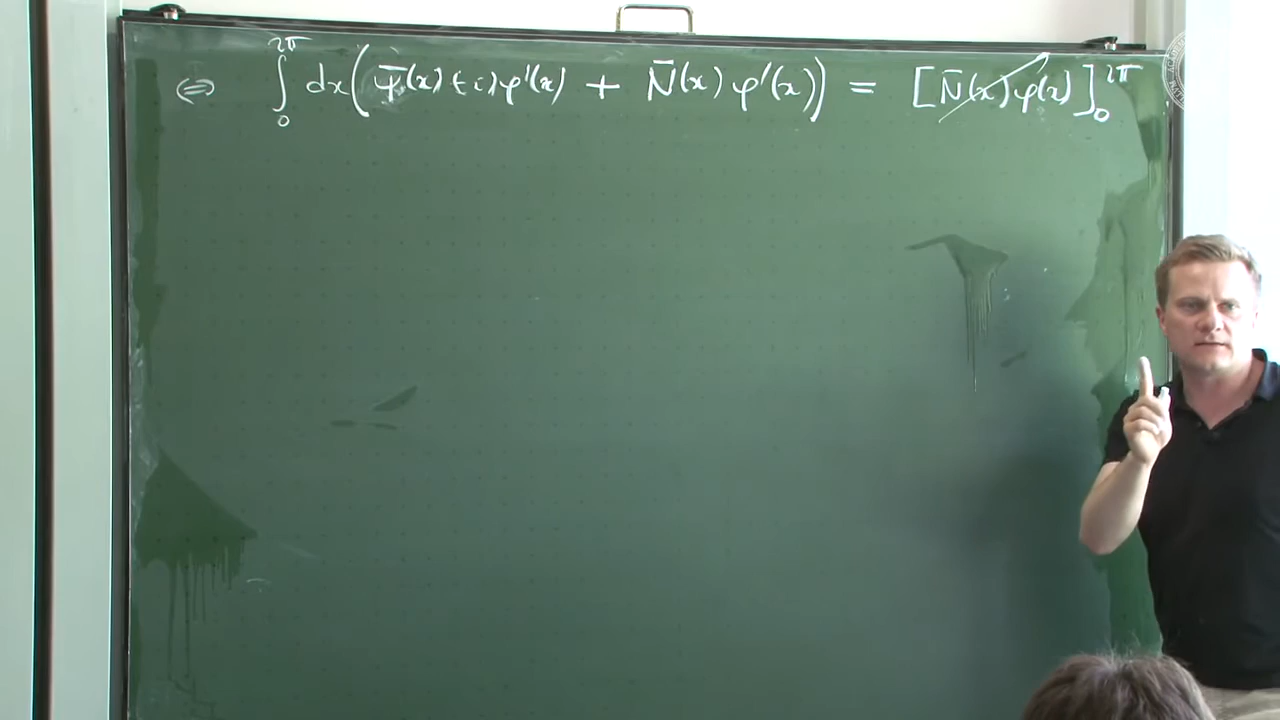 ⇔ ∫₀^{2π} dx( ψ̄(x) (-i) φ'(x) + N̄(x) φ'(x) ) = [N̄(x) φ(x)]₀^{2π}